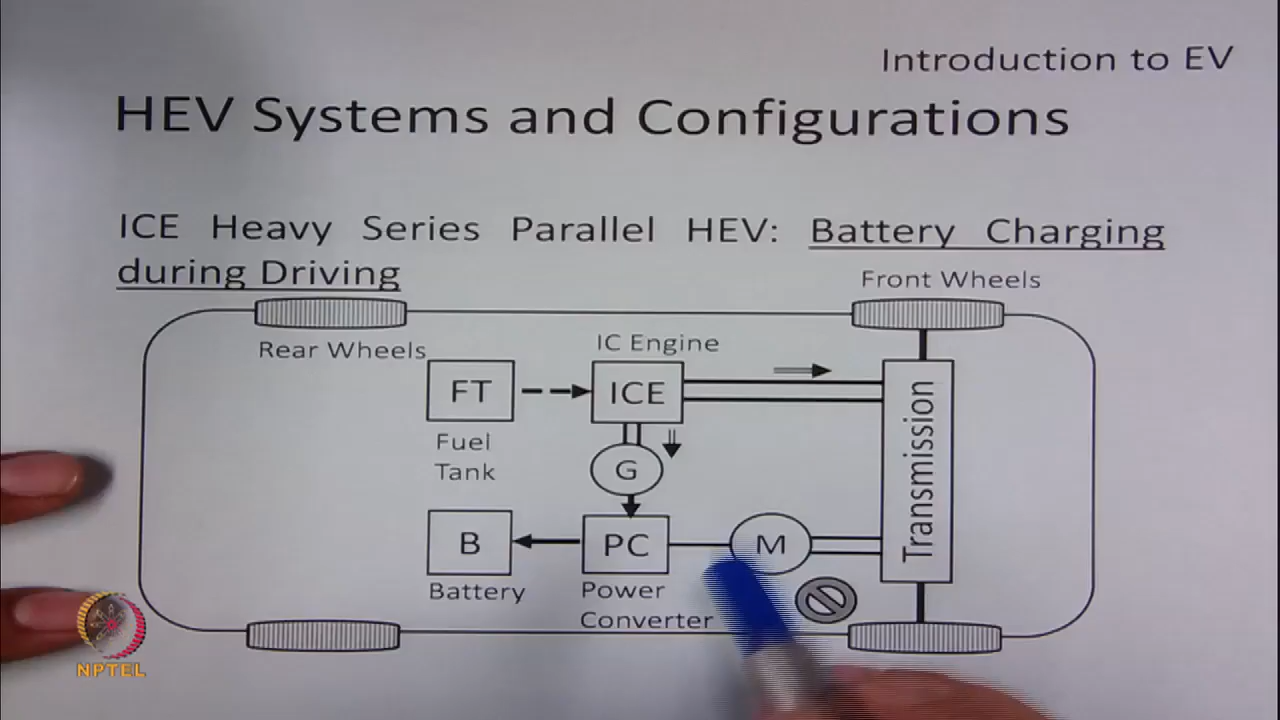 Introduction to EV
HEV Systems and Configurations
ICE Heavy Series Parallel HEV: Battery Charging
during Driving
Front Wheels
IC Engine
Rear Wheels
FT
ICE
Fuel
Tank
G
Transmission
B
PC
M
Battery
Power
Converter
NPTEL